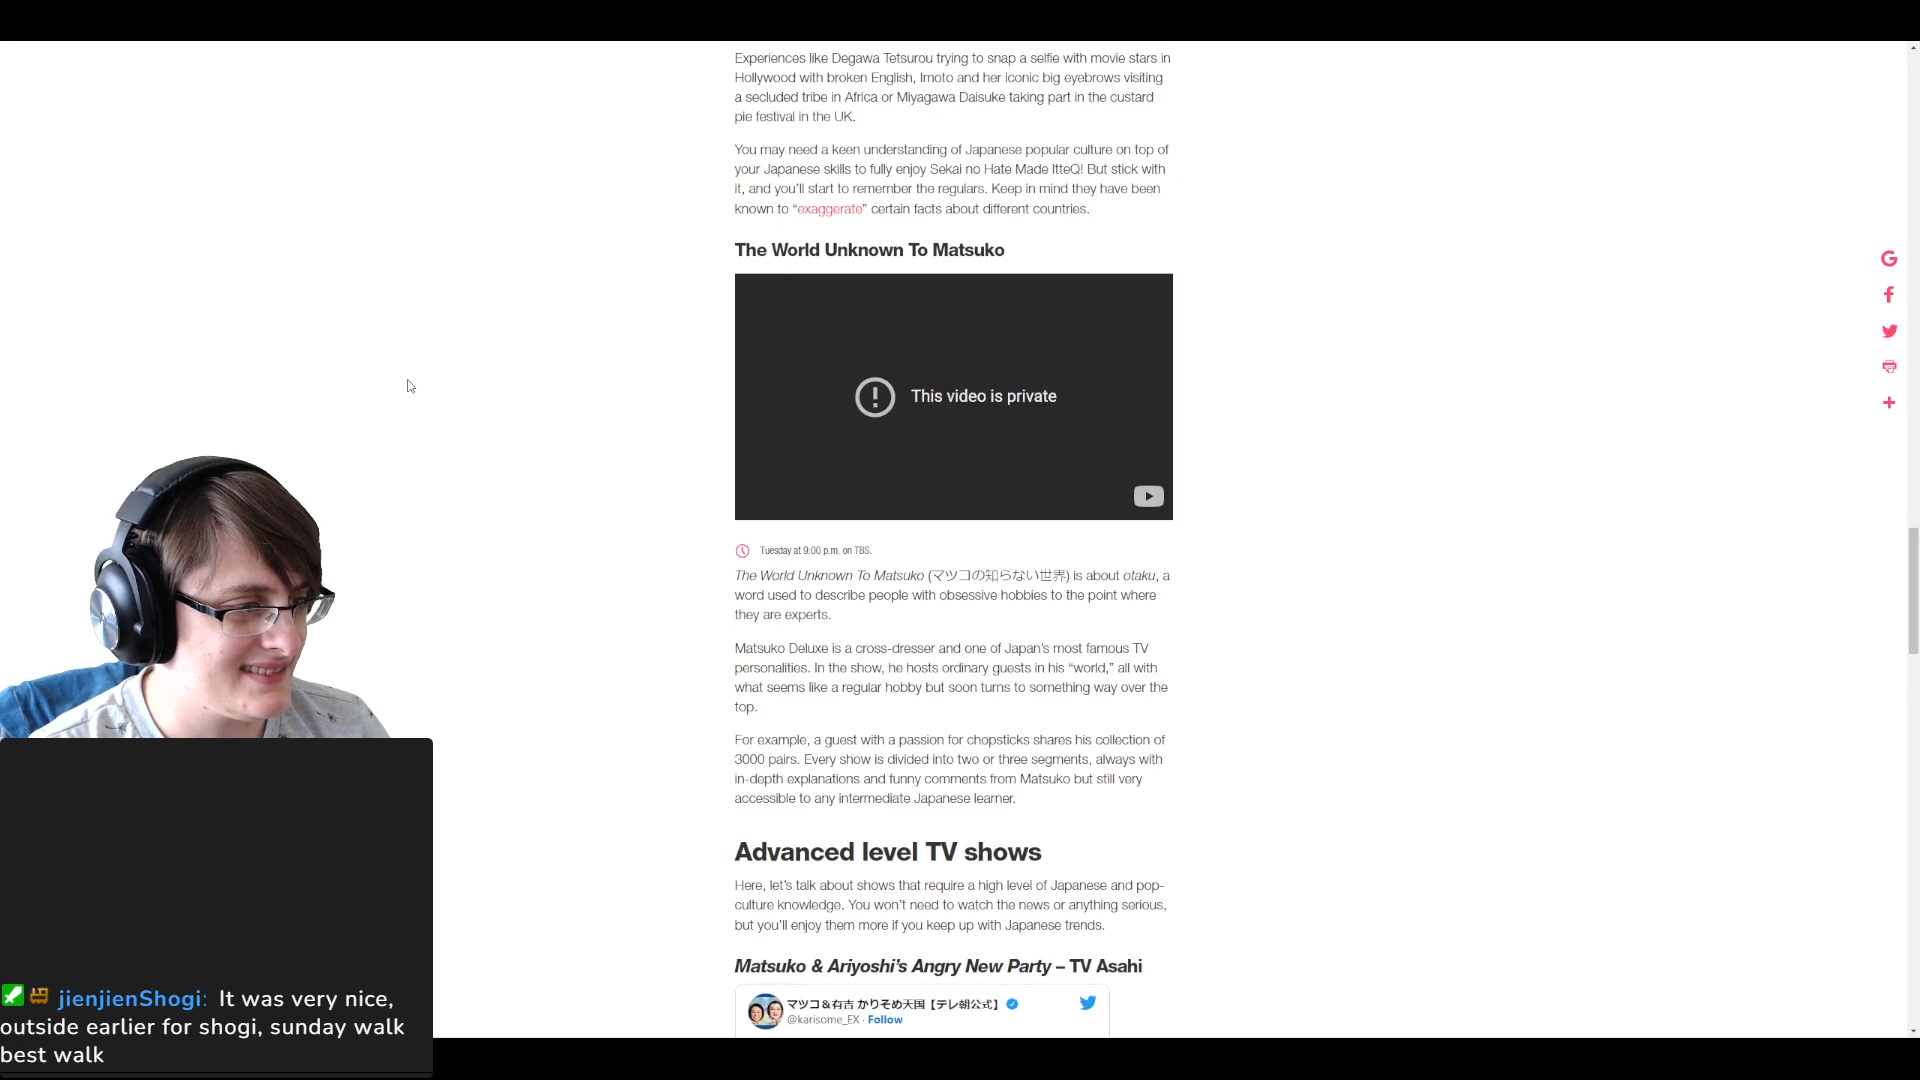 Experiences like Degawa Tetsurou trying to snap a selfie with movie stars in
Hollywood with broken English, Imoto and her iconic big eyebrows visiting
a secluded tribe in Africa or Miyagawa Daisuke taking part in the custard
pie festival in the UK.
You may need a keen understanding of Japanese popular culture on top of
your Japanese skills to fully enjoy Sekai no Hate Made ItteQ! But stick with
it, and you’ll start to remember the regulars. Keep in mind they have been
known to “exaggerate” certain facts about different countries.
The World Unknown To Matsuko
This video is private
Tuesday at 9:00 p.m. on TBS.
The World Unknown To Matsuko (マツコの知らない世界) is about otaku, a
word used to describe people with obsessive hobbies to the point where
they are experts.
Matsuko Deluxe is a cross-dresser and one of Japan’s most famous TV
personalities. In the show, he hosts ordinary guests in his “world,” all with
what seems like a regular hobby but soon turns to something way over the
top.
For example, a guest with a passion for chopsticks shares his collection of
3000 pairs. Every show is divided into two or three segments, always with
in-depth explanations and funny comments from Matsuko but still very
accessible to any intermediate Japanese learner.
Advanced level TV shows
Here, let’s talk about shows that require a high level of Japanese and pop-
culture knowledge. You won’t need to watch the news or anything serious,
but you’ll enjoy them more if you keep up with Japanese trends.
Matsuko & Ariyoshi’s Angry New Party – TV Asahi
マツコ＆有吉 かりそめ天国【テレ朝公式】
@karisome_EX · Follow
jienjienShogi: It was very nice,
outside earlier for shogi, sunday walk
best walk